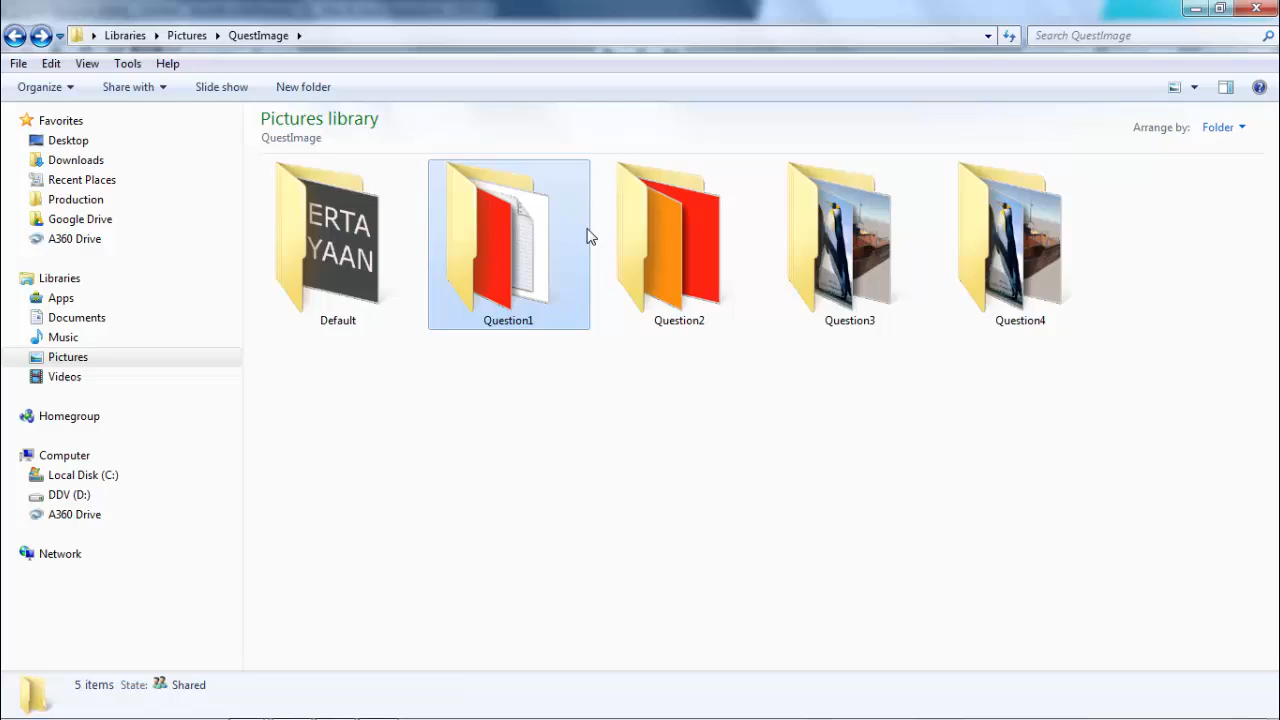 Libraries Pictures QuestImage Search QuestImage
File Edit View Tools Help
Organize Share with Slide show New folder
Favorites
Desktop
Downloads
Recent Places
Production
Google Drive
A360 Drive
Libraries
Apps
Documents
Music
Pictures
Videos
Homegroup
Computer
Local Disk (C:)
DDV (D:)
A360 Drive
Network
Pictures library
QuestImage
Arrange by: Folder
ERTA
YAAN
Default Question1 Question2 Question3 Question4
5 items State: Shared